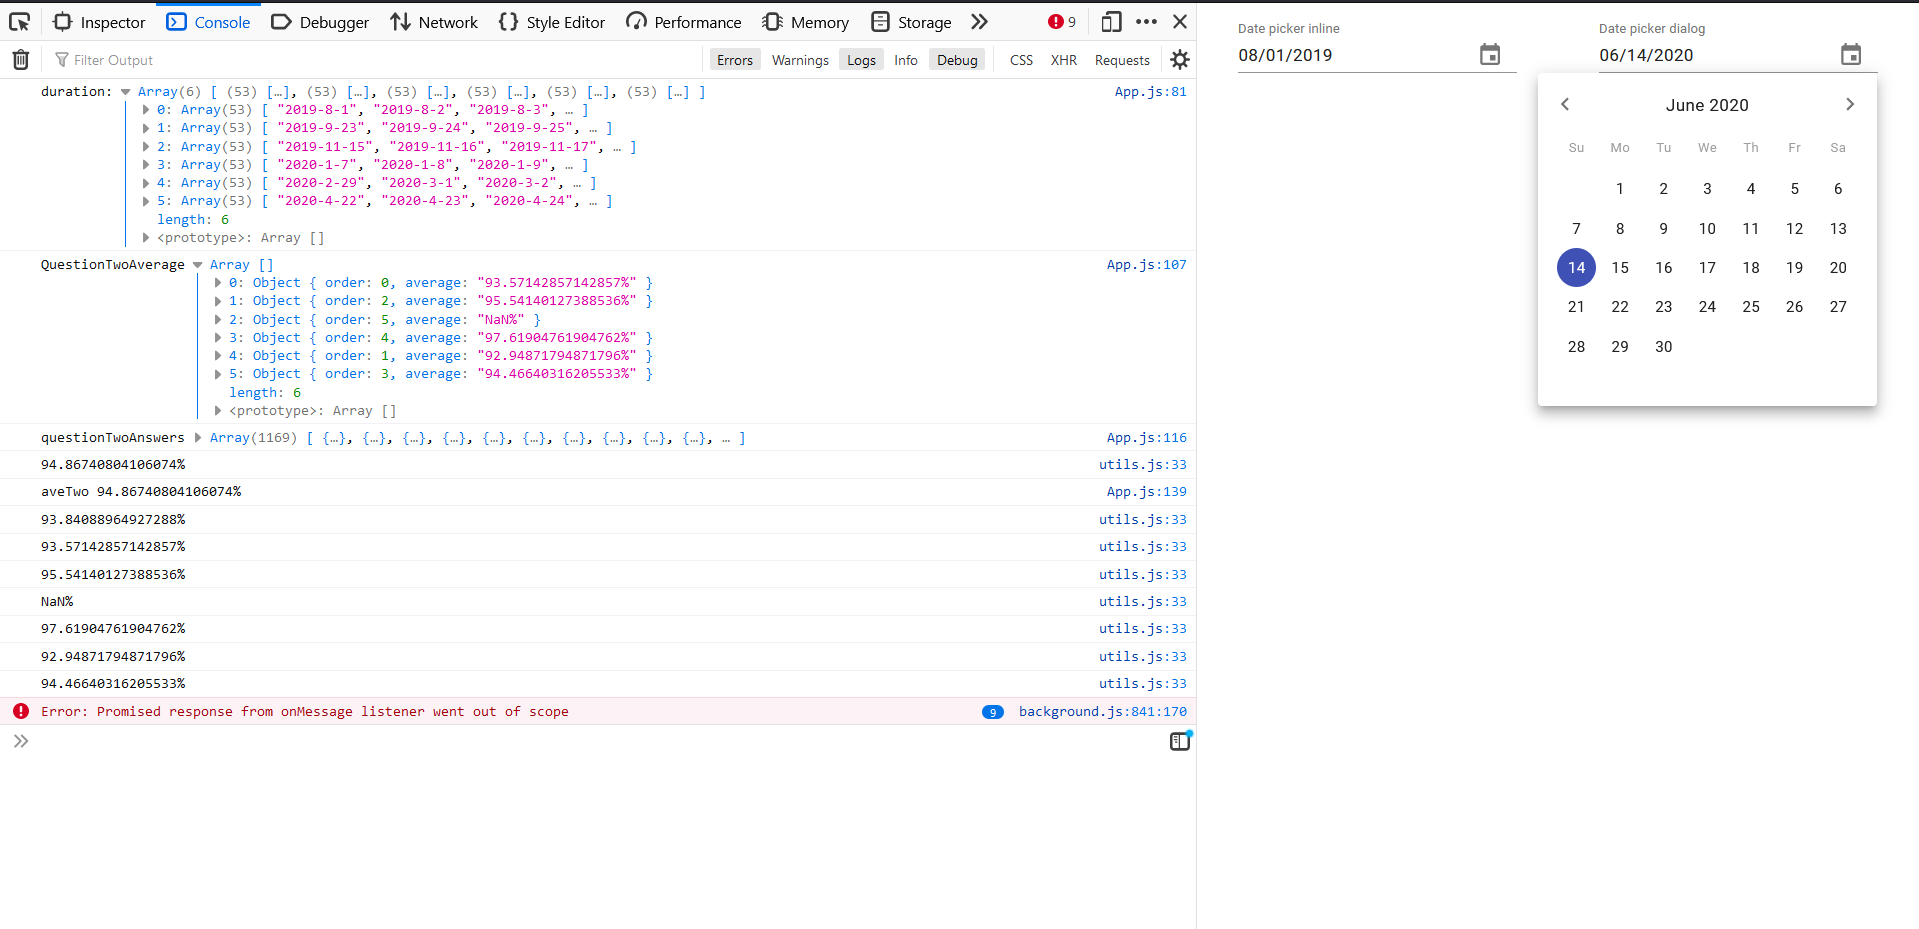 Inspector Console Debugger Network Style Editor Performance Memory Storage 9
Filter Output Errors Warnings Logs Info Debug CSS XHR Requests
duration: Array(6) [ (53) […], (53) […], (53) […], (53) […], (53) […], (53) […] ] App.js:81
0: Array(53) [ "2019-8-1", "2019-8-2", "2019-8-3", … ]
1: Array(53) [ "2019-9-23", "2019-9-24", "2019-9-25", … ]
2: Array(53) [ "2019-11-15", "2019-11-16", "2019-11-17", … ]
3: Array(53) [ "2020-1-7", "2020-1-8", "2020-1-9", … ]
4: Array(53) [ "2020-2-29", "2020-3-1", "2020-3-2", … ]
5: Array(53) [ "2020-4-22", "2020-4-23", "2020-4-24", … ]
length: 6
<prototype>: Array []
QuestionTwoAverage Array [] App.js:107
0: Object { order: 0, average: "93.57142857142857%" }
1: Object { order: 2, average: "95.54140127388536%" }
2: Object { order: 5, average: "NaN%" }
3: Object { order: 4, average: "97.61904761904762%" }
4: Object { order: 1, average: "92.94871794871796%" }
5: Object { order: 3, average: "94.46640316205533%" }
length: 6
<prototype>: Array []
questionTwoAnswers Array(1169) [ {…}, {…}, {…}, {…}, {…}, {…}, {…}, {…}, {…}, {…}, … ] App.js:116
94.86740804106074% utils.js:33
aveTwo 94.86740804106074% App.js:139
93.84088964927288% utils.js:33
93.57142857142857% utils.js:33
95.54140127388536% utils.js:33
NaN% utils.js:33
97.61904761904762% utils.js:33
92.94871794871796% utils.js:33
94.46640316205533% utils.js:33
Error: Promised response from onMessage listener went out of scope 9 background.js:841:170
Date picker inline
08/01/2019
Date picker dialog
06/14/2020
June 2020
Su Mo Tu We Th Fr Sa
1 2 3 4 5 6
7 8 9 10 11 12 13
14 15 16 17 18 19 20
21 22 23 24 25 26 27
28 29 30